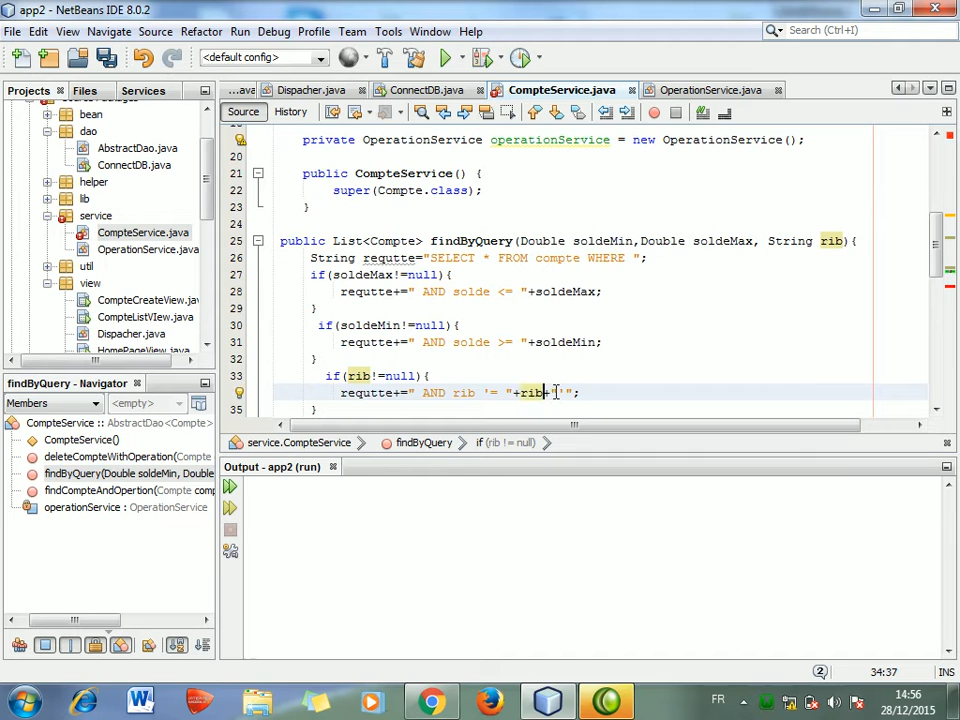 app2 - NetBeans IDE 8.0.2
File Edit View Navigate Source Refactor Run Debug Profile Team Tools Window Help
Search (Ctrl+I)
<default config>
Projects Files Services
...ava Dispacher.java ConnectDB.java CompteService.java OperationService.java
Source History
bean
dao
AbstractDao.java
ConnectDB.java
helper
lib
service
CompteService.java
OperationService.java
util
view
CompteCreateView.jav
CompteListVIew.java
Dispacher.java
private OperationService operationService = new OperationService();
20
21 public CompteService() {
22 super(Compte.class);
23 }
24
25 public List<Compte> findByQuery(Double soldeMin,Double soldeMax, String rib){
26 String requtte="SELECT * FROM compte WHERE ";
27 if(soldeMax!=null){
28 requtte+=" AND solde <= "+soldeMax;
29 }
30 if(soldeMin!=null){
31 requtte+=" AND solde >= "+soldeMin;
32 }
33 if(rib!=null){
34 requtte+=" AND rib '= "+rib+"'";
35 }
service.CompteService findByQuery if (rib != null)
findByQuery - Navigator
Members <empty>
CompteService :: AbstractDao<Compte>
CompteService()
deleteCompteWithOperation(Compte
findByQuery(Double soldeMin, Double
findCompteAndOpertion(Compte comp
operationService : OperationService
Output - app2 (run)
2
34:37
INS
FR
14:56
28/12/2015